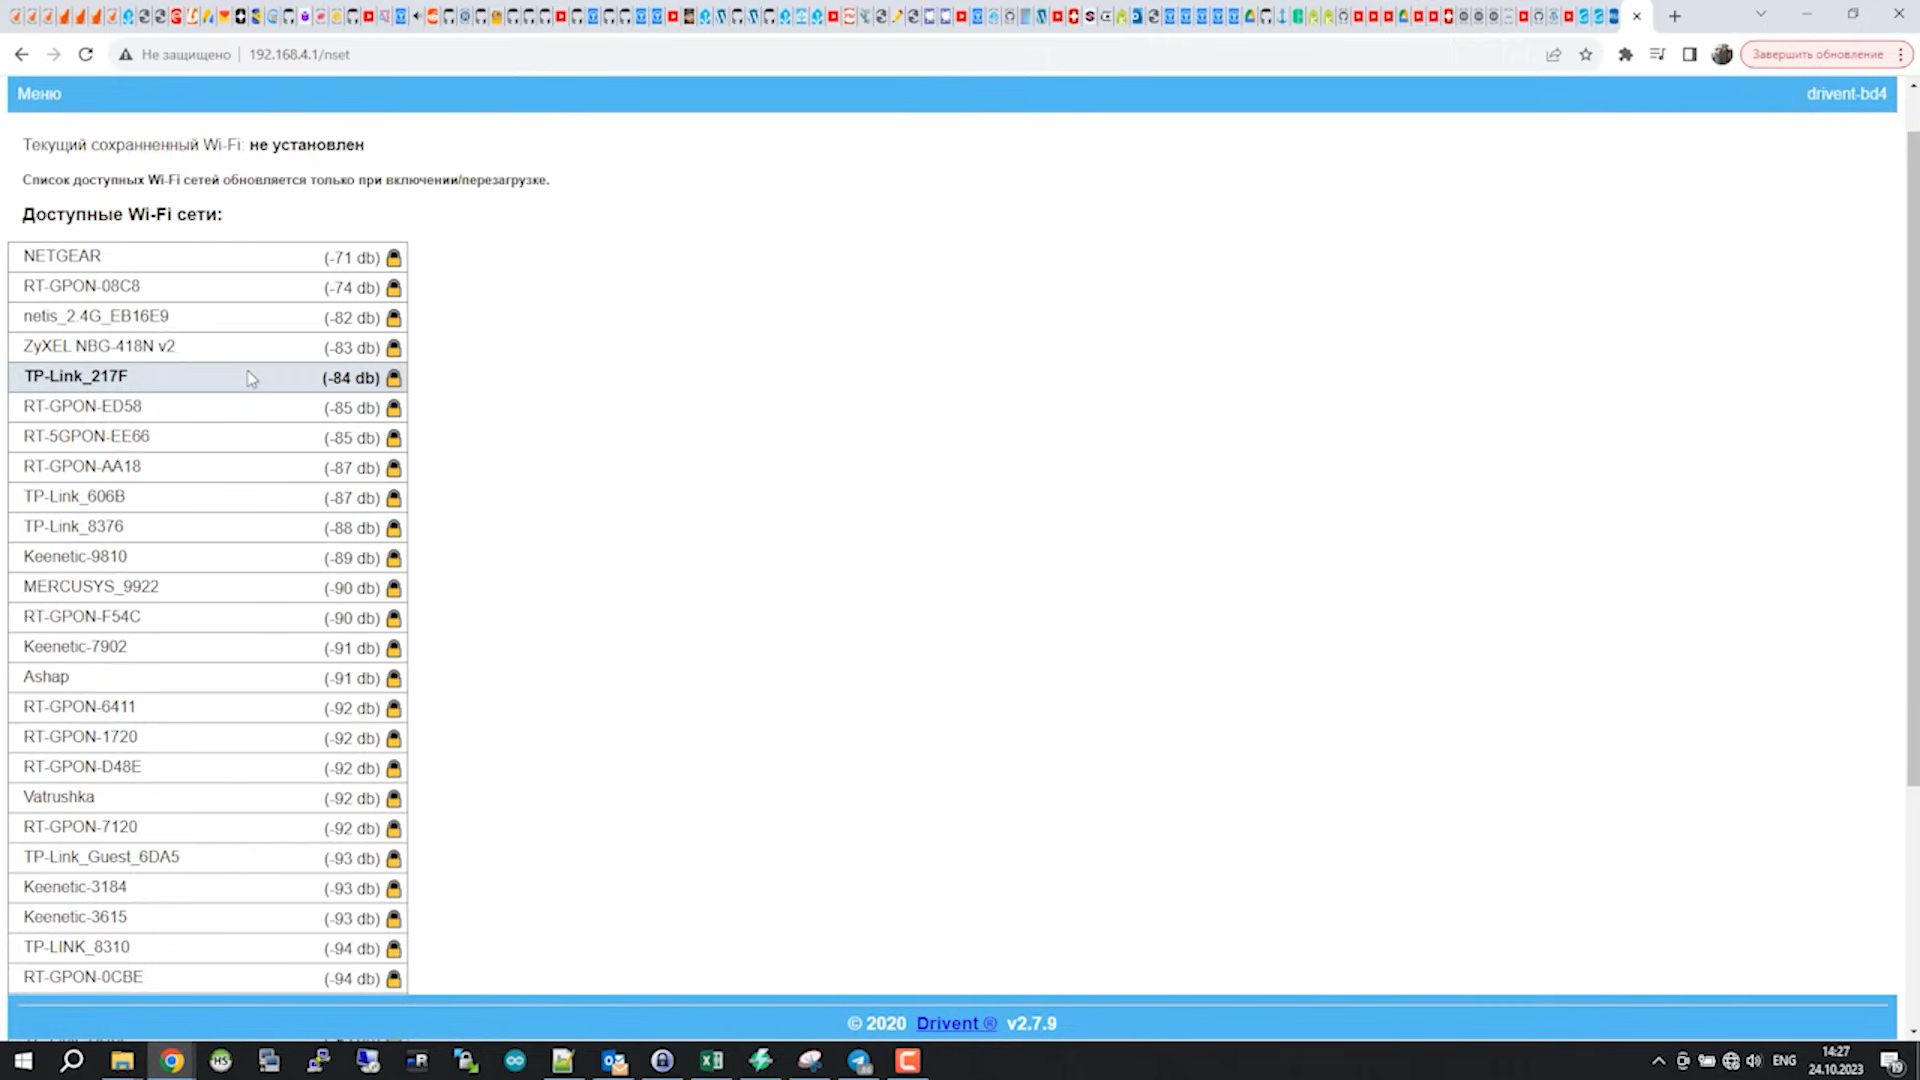 Не защищено
192.168.4.1/nset
Завершить обновление
Меню
drivent-bd4
Текущий сохранненный Wi-Fi: не установлен
Список доступных Wi-Fi сетей обновляется только при включении/перезагрузке.
Доступные Wi-Fi сети:
NETGEAR (-71 db)
RT-GPON-08C8 (-74 db)
netis_2.4G_EB16E9 (-82 db)
ZyXEL NBG-418N v2 (-83 db)
TP-Link_217F (-84 db)
RT-GPON-ED58 (-85 db)
RT-5GPON-EE66 (-85 db)
RT-GPON-AA18 (-87 db)
TP-Link_606B (-87 db)
TP-Link_8376 (-88 db)
Keenetic-9810 (-89 db)
MERCUSYS_9922 (-90 db)
RT-GPON-F54C (-90 db)
Keenetic-7902 (-91 db)
Ashap (-91 db)
RT-GPON-6411 (-92 db)
RT-GPON-1720 (-92 db)
RT-GPON-D48E (-92 db)
Vatrushka (-92 db)
RT-GPON-7120 (-92 db)
TP-Link_Guest_6DA5 (-93 db)
Keenetic-3184 (-93 db)
Keenetic-3615 (-93 db)
TP-LINK_8310 (-94 db)
RT-GPON-0CBE (-94 db)
© 2020 Drivent ® v2.7.9
ENG
14:27
24.10.2023
19